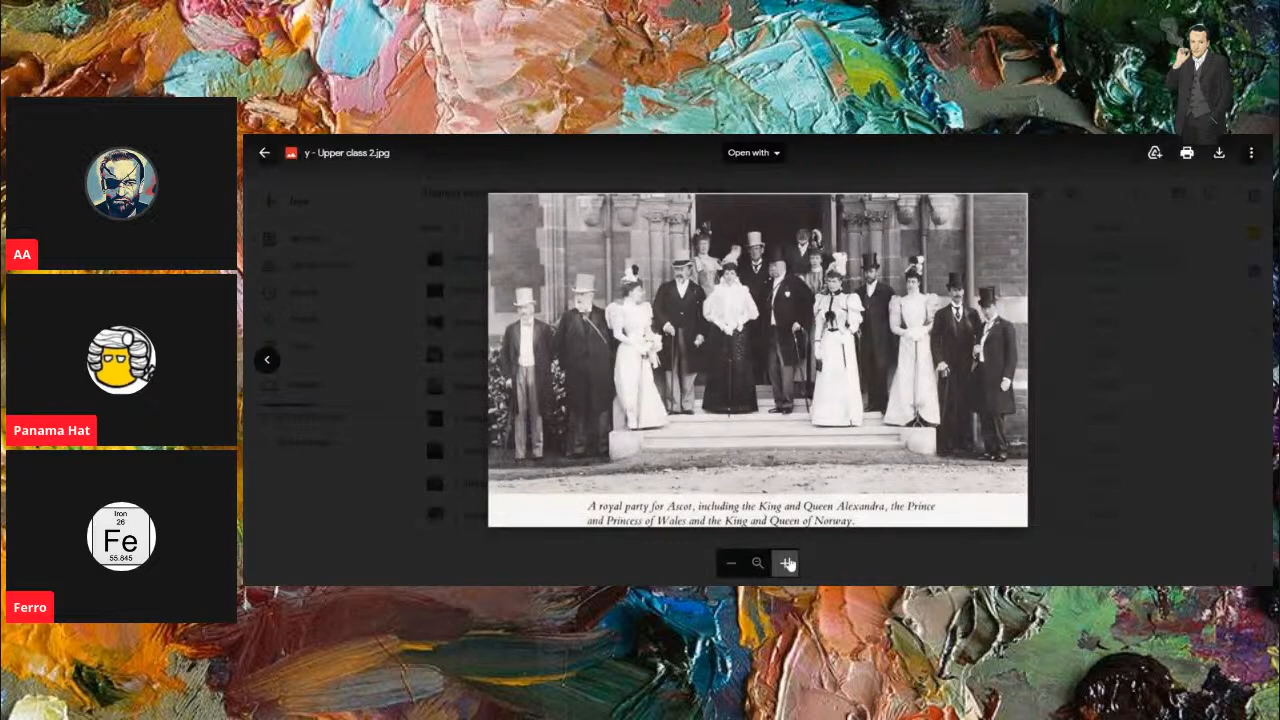 y - Upper class 2.jpg
Open with
AA
Panama Hat
Iron
26
Fe
55.845
Ferro
A royal party for Ascot, including the King and Queen Alexandra, the Prince
and Princess of Wales and the King and Queen of Norway.